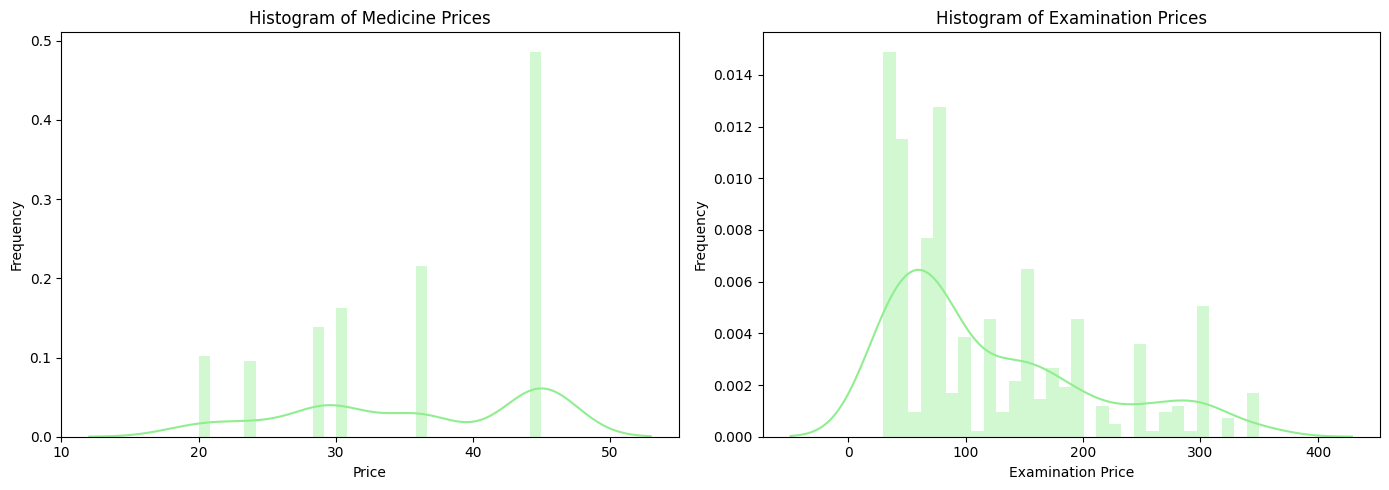 Histogram of Medicine Prices
0.5
0.4
0.3
0.2
0.1
0.0
Frequency
10 20 30 40 50
Price
Histogram of Examination Prices
0.014
0.012
0.010
0.008
0.006
0.004
0.002
0.000
Frequency
0 100 200 300 400
Examination Price